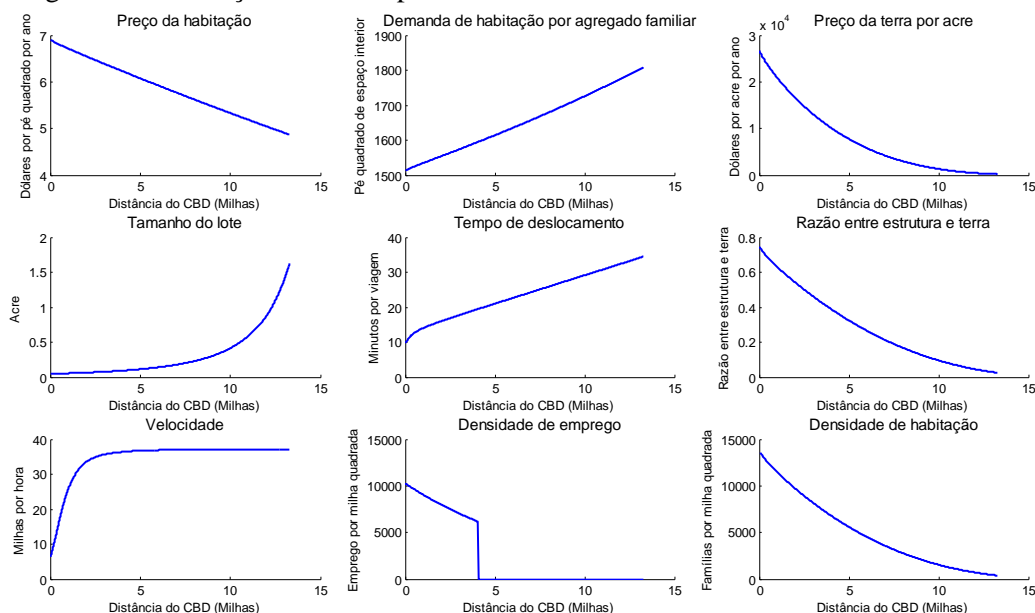 Preço da habitação
Dólares por pé quadrado por ano
7
6
5
4
0 5 10 15
Distância do CBD (Milhas)
Demanda de habitação por agregado familiar
Pé quadrado de espaço interior
1900
1800
1700
1600
1500
0 5 10 15
Distância do CBD (Milhas)
Preço da terra por acre
x 10^4
Dólares por acre por ano
3
2
1
0
0 5 10 15
Distância do CBD (Milhas)
Tamanho do lote
Acre
2
1.5
1
0.5
0
0 5 10 15
Distância do CBD (Milhas)
Tempo de deslocamento
Minutos por viagem
40
30
20
10
0
0 5 10 15
Distância do CBD (Milhas)
Razão entre estrutura e terra
Razão entre estrutura e terra
0.8
0.6
0.4
0.2
0
0 5 10 15
Distância do CBD (Milhas)
Velocidade
Milhas por hora
40
30
20
10
0
0 5 10 15
Distância do CBD (Milhas)
Densidade de emprego
Emprego por milha quadrada
15000
10000
5000
0
0 5 10 15
Distância do CBD (Milhas)
Densidade de habitação
Famílias por milha quadrada
15000
10000
5000
0
0 5 10 15
Distância do CBD (Milhas)